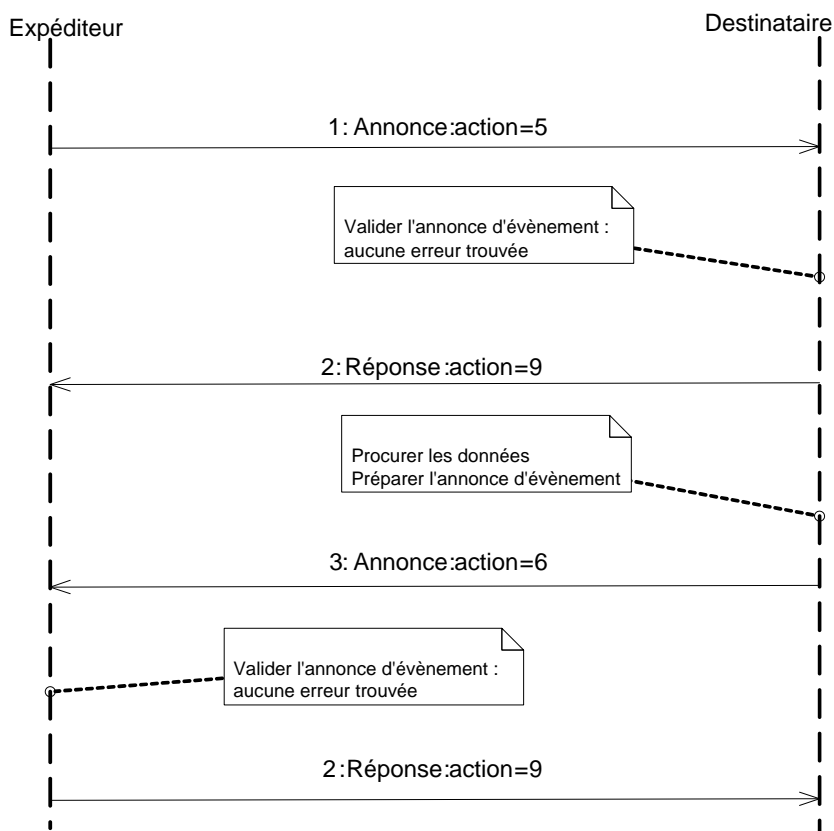 Expéditeur
Destinataire
1: Annonce:action=5
Valider l'annonce d'évènement :
aucune erreur trouvée
2:Réponse:action=9
Procurer les données
Préparer l'annonce d'évènement
3: Annonce:action=6
Valider l'annonce d'évènement :
aucune erreur trouvée
2:Réponse:action=9